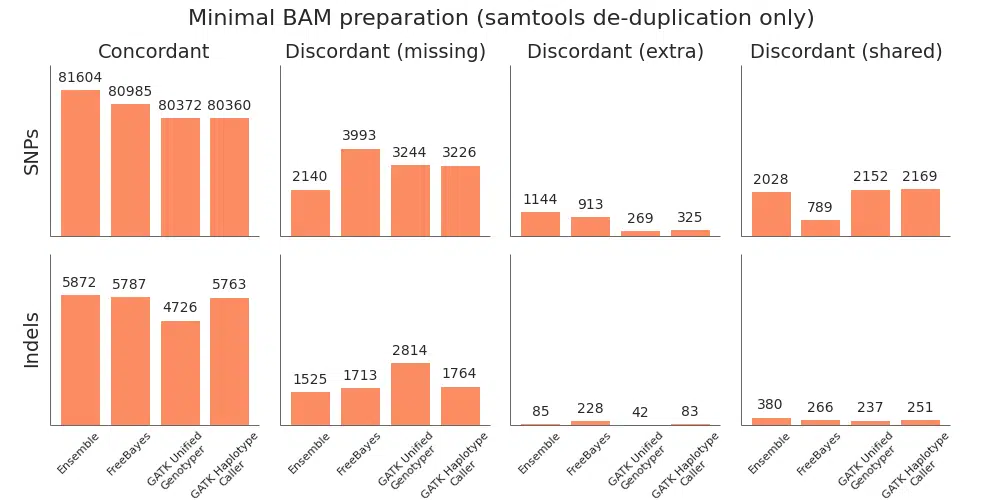 Minimal BAM preparation (samtools de-duplication only)
Concordant
Discordant (missing)
Discordant (extra)
Discordant (shared)
SNPs
81604
80985
80372
80360
2140
3993
3244
3226
1144
913
269
325
2028
789
2152
2169
Indels
5872
5787
4726
5763
1525
1713
2814
1764
85
228
42
83
380
266
237
251
Ensemble
FreeBayes
GATK Unified
Genotyper
GATK Haplotype
Caller
Ensemble
FreeBayes
GATK Unified
Genotyper
GATK Haplotype
Caller
Ensemble
FreeBayes
GATK Unified
Genotyper
GATK Haplotype
Caller
Ensemble
FreeBayes
GATK Unified
Genotyper
GATK Haplotype
Caller